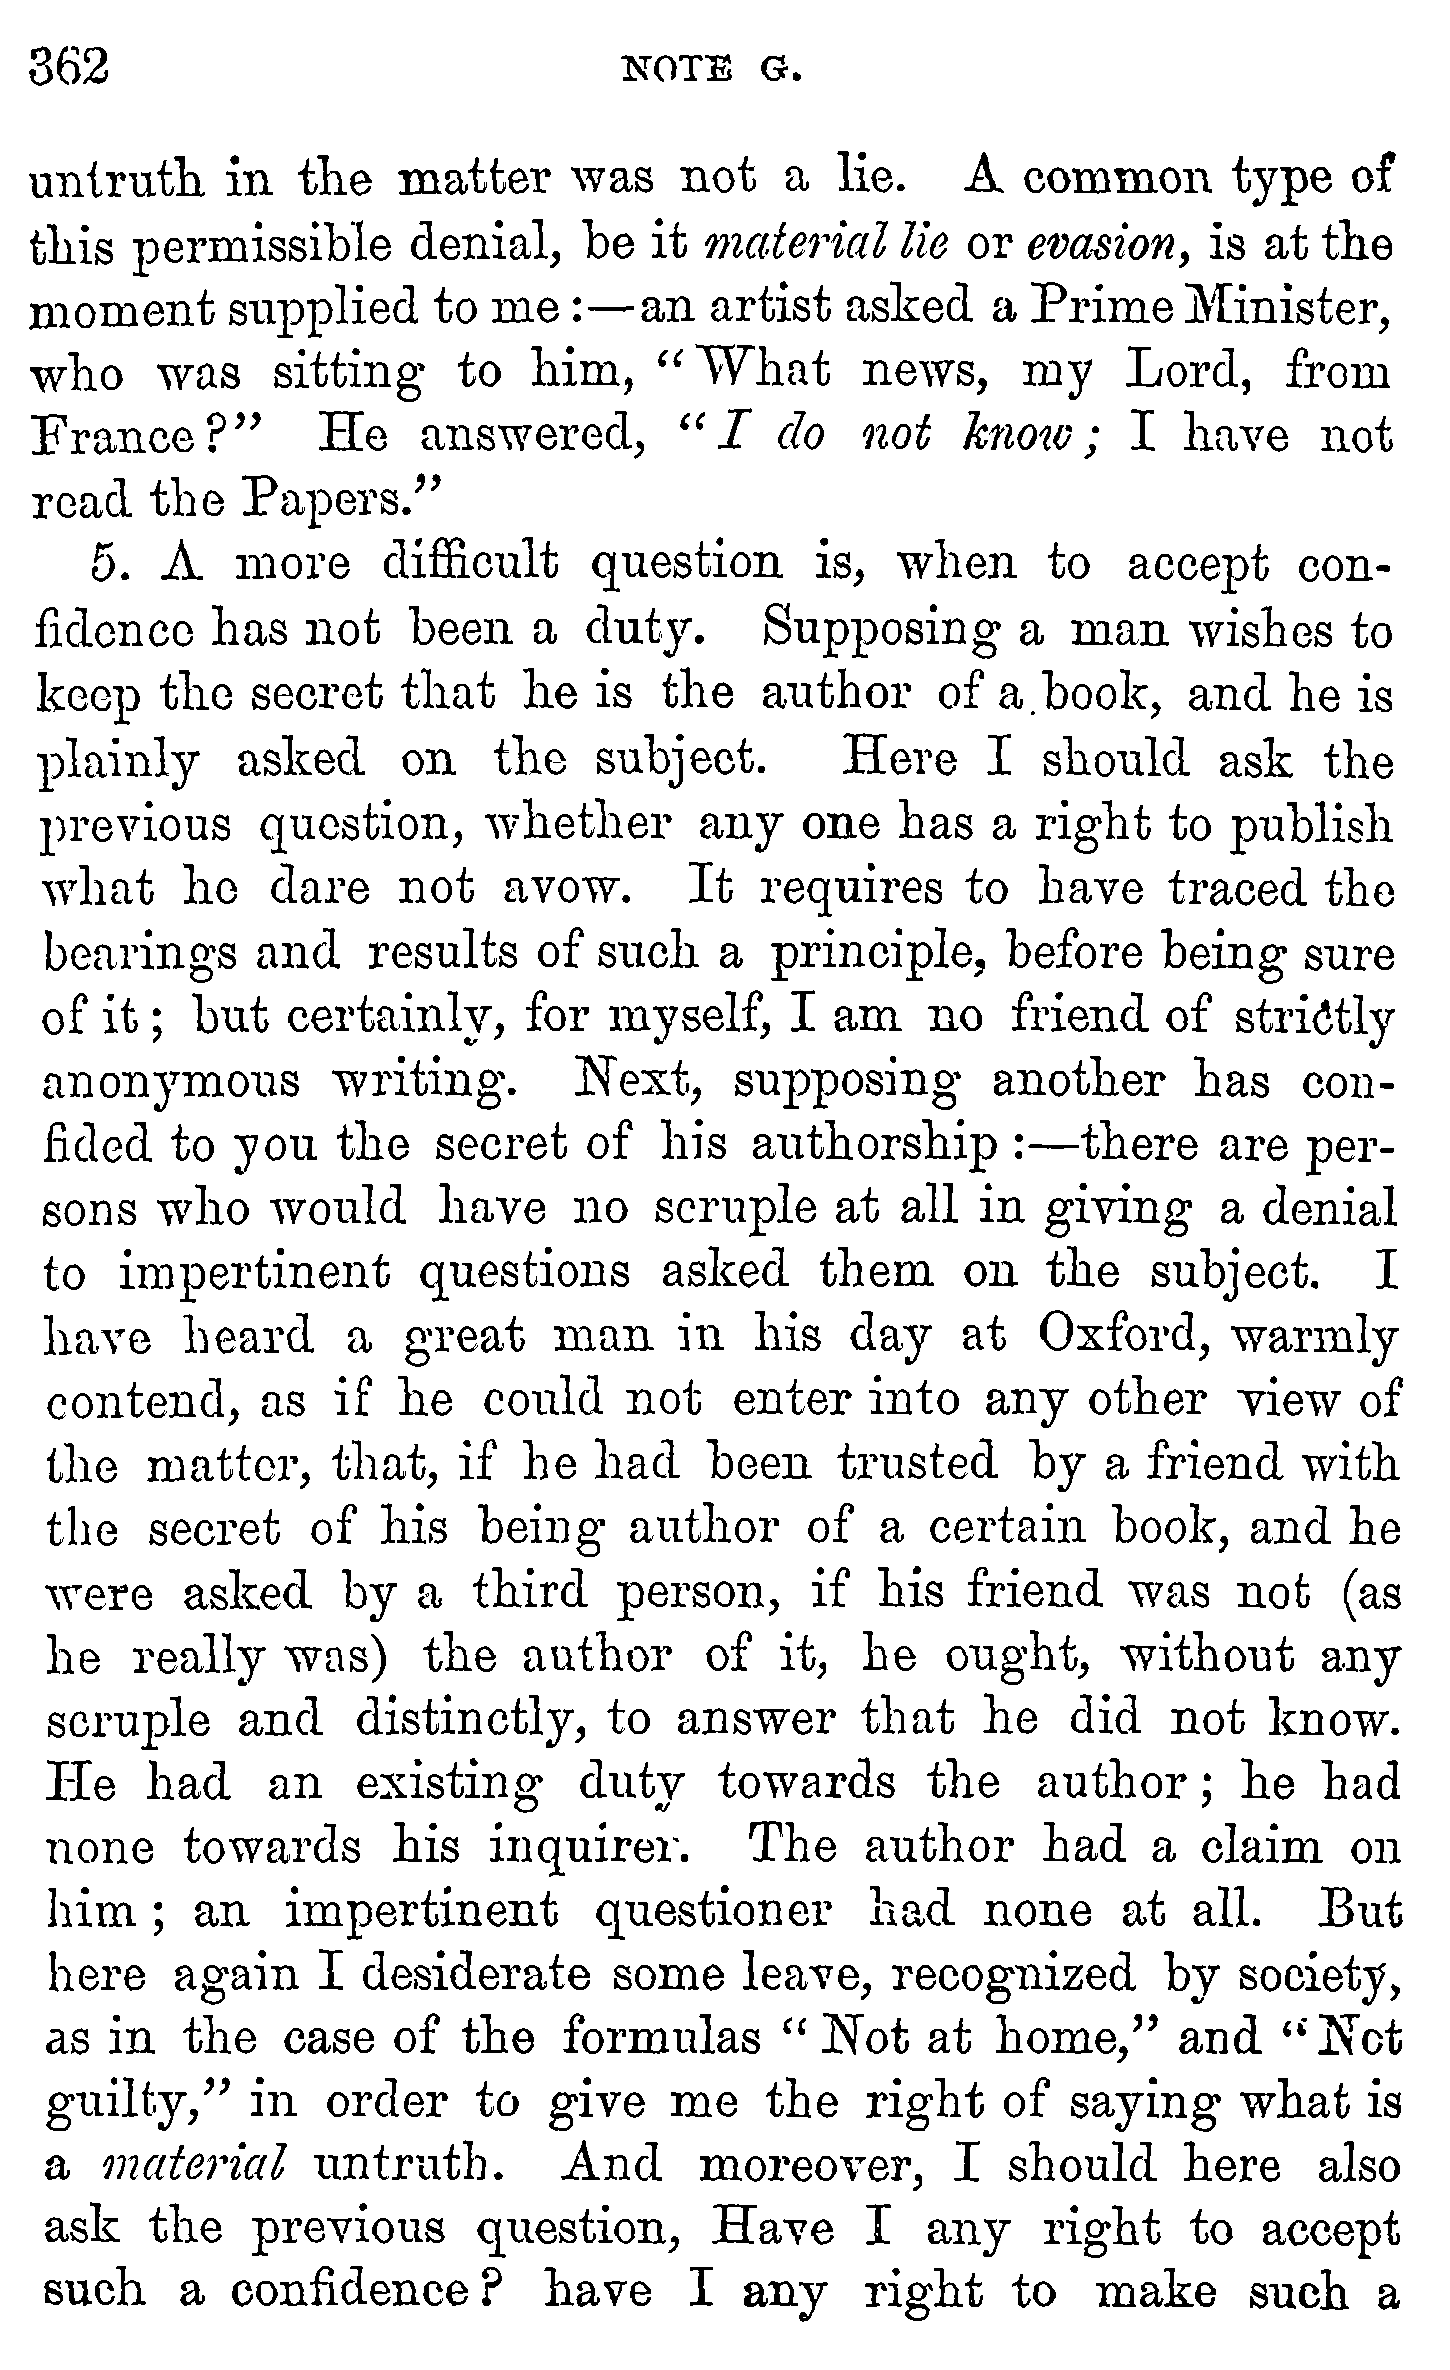 362 NOTE G.
untruth in the matter was not a lie. A common type of
this permissible denial, be it material lie or evasion, is at the
moment supplied to me :—an artist asked a Prime Minister,
who was sitting to him, “What news, my Lord, from
France?” He answered, “I do not know; I have not
read the Papers.”
5. A more difficult question is, when to accept con-
fidence has not been a duty. Supposing a man wishes to
keep the secret that he is the author of a book, and he is
plainly asked on the subject. Here I should ask the
previous question, whether any one has a right to publish
what he dare not avow. It requires to have traced the
bearings and results of such a principle, before being sure
of it; but certainly, for myself, I am no friend of strictly
anonymous writing. Next, supposing another has con-
fided to you the secret of his authorship :—there are per-
sons who would have no scruple at all in giving a denial
to impertinent questions asked them on the subject. I
have heard a great man in his day at Oxford, warmly
contend, as if he could not enter into any other view of
the matter, that, if he had been trusted by a friend with
the secret of his being author of a certain book, and he
were asked by a third person, if his friend was not (as
he really was) the author of it, he ought, without any
scruple and distinctly, to answer that he did not know.
He had an existing duty towards the author; he had
none towards his inquirer. The author had a claim on
him; an impertinent questioner had none at all. But
here again I desiderate some leave, recognized by society,
as in the case of the formulas “Not at home,” and “Not
guilty,” in order to give me the right of saying what is
a material untruth. And moreover, I should here also
ask the previous question, Have I any right to accept
such a confidence? have I any right to make such a